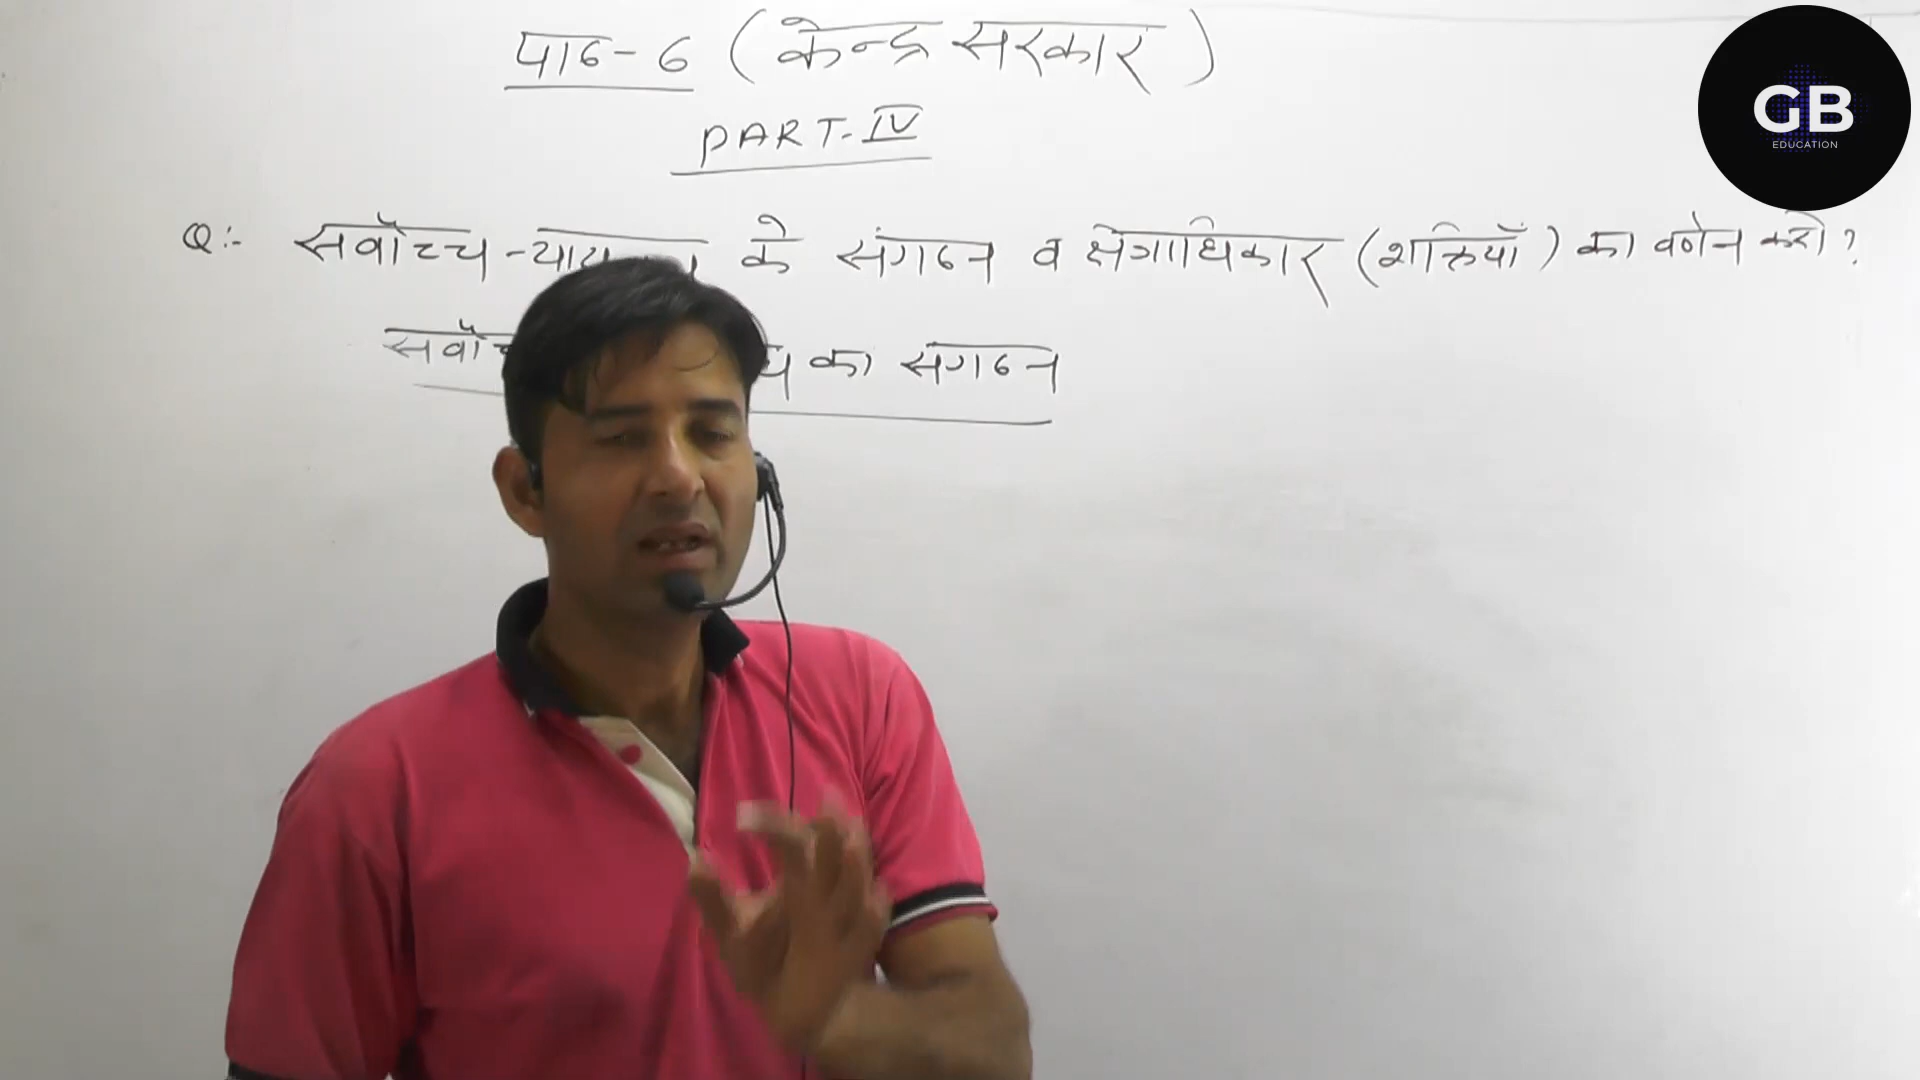 पाठ-6 (केन्द्र सरकार)
PART-IV
Q:- सर्वोच्च के संगठन व क्षेत्राधिकार (शक्तियाँ) का वर्णन करो?
का संगठन
GB
EDUCATION